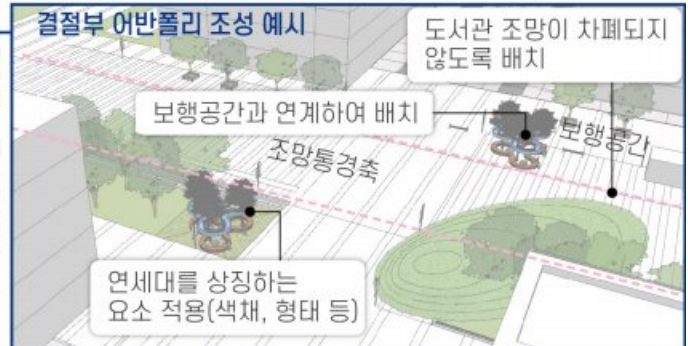 결절부 어반폴리 조성 예시
도서관 조망이 차폐되지
않도록 배치
보행공간과 연계하여 배치
보행공간
조망통경축
연세대를 상징하는
요소 적용(색채, 형태 등)